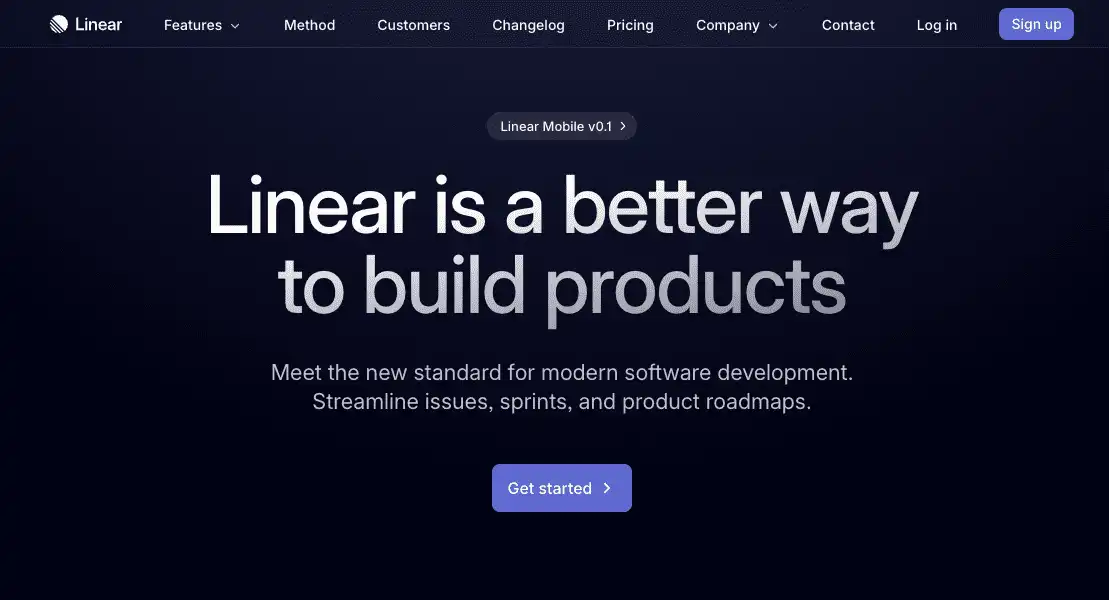 Linear Features Method Customers Changelog Pricing Company Contact Log in Sign up
Linear Mobile v0.1
Linear is a better way
to build products
Meet the new standard for modern software development.
Streamline issues, sprints, and product roadmaps.
Get started